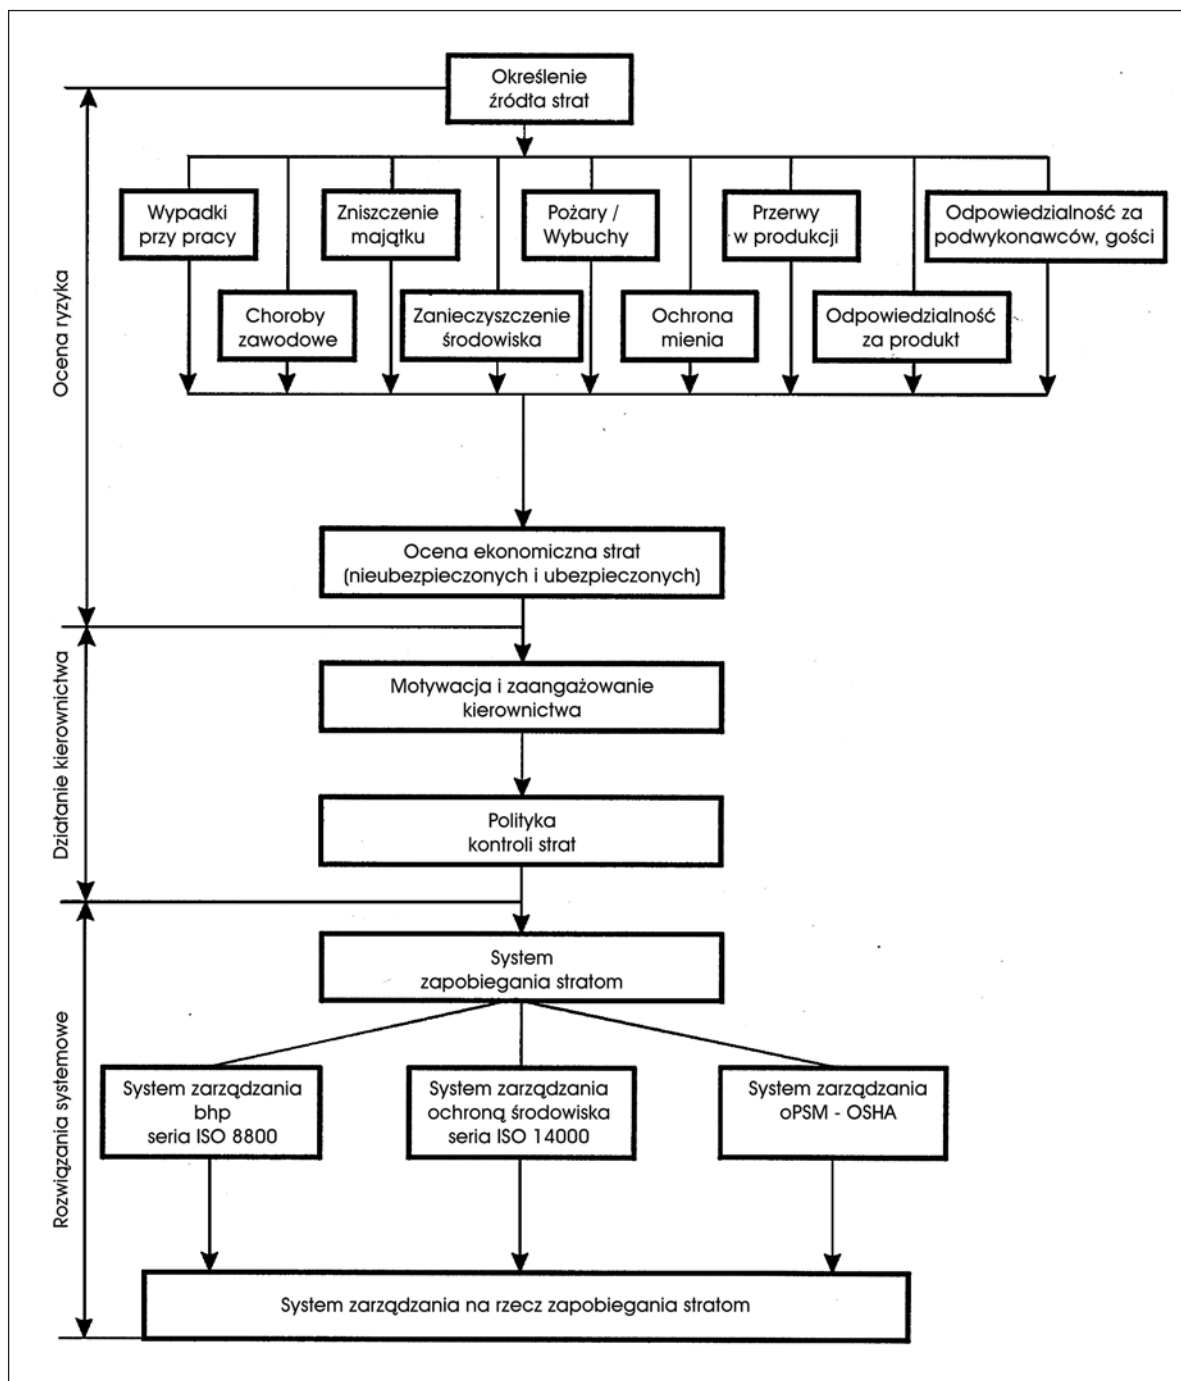 Określenie
źródła strat
Wypadki
przy pracy
Zniszczenie
majątku
Pożary /
Wybuchy
Przerwy
w produkcji
Odpowiedzialność za
podwykonawców, gości
Choroby
zawodowe
Zanieczyszczenie
środowiska
Ochrona
mienia
Odpowiedzialność
za produkt
Ocena ryzyka
Ocena ekonomiczna strat
(nieubezpieczonych i ubezpieczonych)
Działanie kierownictwa
Motywacja i zaangażowanie
kierownictwa
Polityka
kontroli strat
Rozwiązania systemowe
System
zapobiegania stratom
System zarządzania
bhp
seria ISO 8800
System zarządzania
ochroną środowiska
seria ISO 14000
System zarządzania
oPSM - OSHA
System zarządzania na rzecz zapobiegania stratom